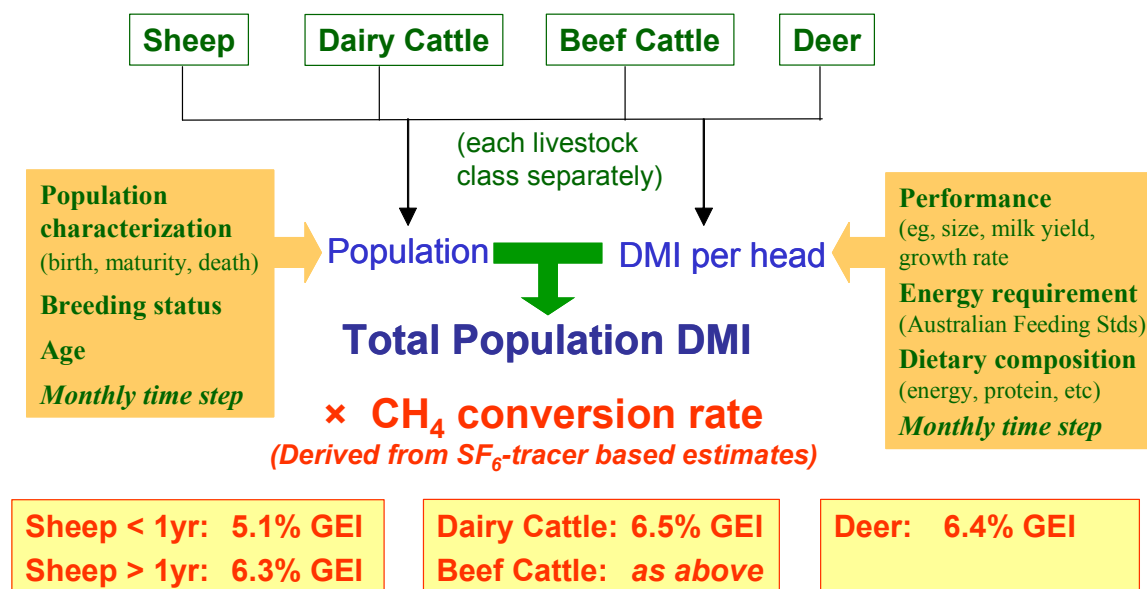 Sheep
Dairy Cattle
Beef Cattle
Deer
(each livestock
class separately)
Population
characterization
(birth, maturity, death)
Breeding status
Age
Monthly time step
Population
DMI per head
Performance
(eg, size, milk yield,
growth rate
Energy requirement
(Australian Feeding Stds)
Dietary composition
(energy, protein, etc)
Monthly time step
Total Population DMI
× CH₄ conversion rate
(Derived from SF₆-tracer based estimates)
Sheep < 1yr: 5.1% GEI
Sheep > 1yr: 6.3% GEI
Dairy Cattle: 6.5% GEI
Beef Cattle: as above
Deer: 6.4% GEI